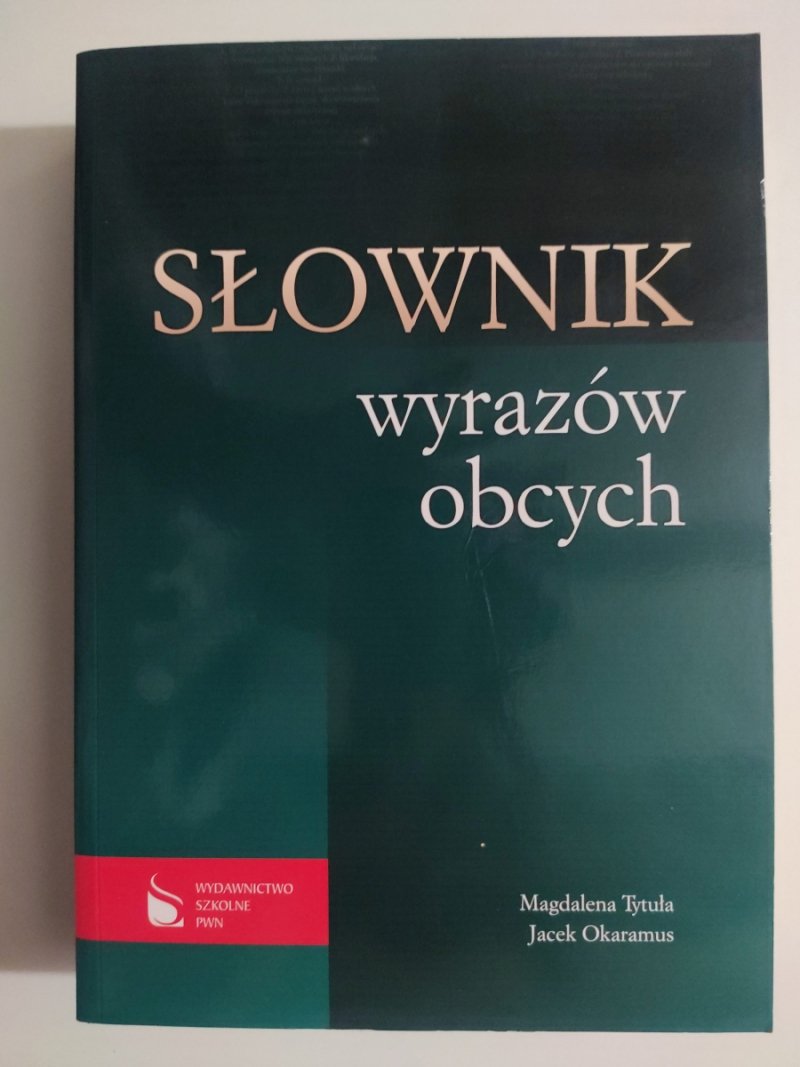 SŁOWNIK
wyrazów
obcych
WYDAWNICTWO
SZKOLNE
PWN
Magdalena Tytuła
Jacek Okaramus